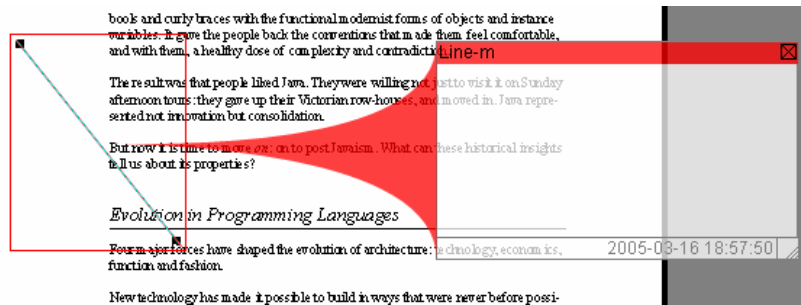 books and curly braces with the functional modernist forms of objects and instance
variables. It gave the people back the conventions that made them feel comfortable,
and with them, a healthy dose of complexity and contradicti
Line-m
The result was that people liked Java. They were willing not just to visit it on Sunday
afternoon tours: they gave up their Victorian row-houses, and moved in. Java repre-
sented not innovation but consolidation.
But now it is time to move on: on to post Javaism. What can these historical insights
tell us about its properties?
Evolution in Programming Languages
Four major forces have shaped the evolution of architecture: technology, economics,
function and fashion.
2005-03-16 18:57:50
New technology has made it possible to build in ways that were never before possi-